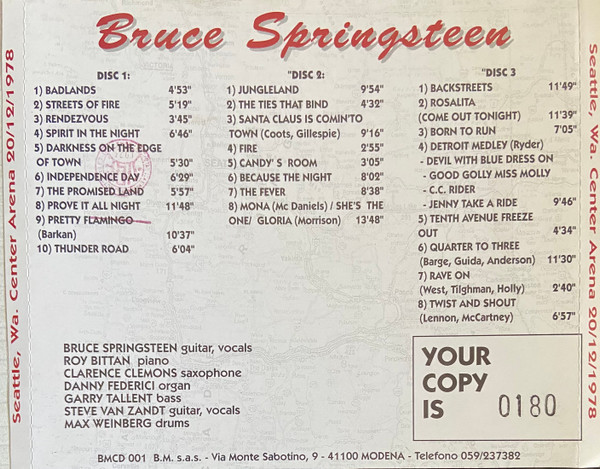 Bruce Springsteen
Seattle, Wa. Center Arena 20/12/1978
DISC 1:
1) BADLANDS 4'53"
2) STREETS OF FIRE 5'19"
3) RENDEZVOUS 3'45"
4) SPIRIT IN THE NIGHT 6'46"
5) DARKNESS ON THE EDGE
OF TOWN 5'30"
6) INDEPENDENCE DAY 6'29"
7) THE PROMISED LAND 5'57"
8) PROVE IT ALL NIGHT 11'48"
9) PRETTY FLAMINGO
(Barkan) 10'37"
10) THUNDER ROAD 6'04"
"DISC 2:
1) JUNGLELAND 9'54"
2) THE TIES THAT BIND 4'32"
3) SANTA CLAUS IS COMIN'TO
TOWN (Coots, Gillespie) 9'16"
4) FIRE 2'55"
5) CANDY'S ROOM 3'05"
6) BECAUSE THE NIGHT 8'02"
7) THE FEVER 8'38"
8) MONA (Mc Daniels) / SHE'S THE
ONE/ GLORIA (Morrison) 13'48"
"DISC 3
1) BACKSTREETS 11'49"
2) ROSALITA
(COME OUT TONIGHT) 11'39"
3) BORN TO RUN 7'05"
4) DETROIT MEDLEY (Ryder)
- DEVIL WITH BLUE DRESS ON
- GOOD GOLLY MISS MOLLY
- C.C. RIDER
- JENNY TAKE A RIDE 9'46"
5) TENTH AVENUE FREEZE
OUT 4'34"
6) QUARTER TO THREE
(Barge, Guida, Anderson) 11'30"
7) RAVE ON
(West, Tilghman, Holly) 2'40"
8) TWIST AND SHOUT
(Lennon, McCartney) 6'57"
Seattle, Wa. Center Arena 20/12/1978
BRUCE SPRINGSTEEN guitar, vocals
ROY BITTAN piano
CLARENCE CLEMONS saxophone
DANNY FEDERICI organ
GARRY TALLENT bass
STEVE VAN ZANDT guitar, vocals
MAX WEINBERG drums
YOUR
COPY
IS 0180
BMCD 001 B.M. s.a.s. - Via Monte Sabotino, 9 - 41100 MODENA - Telefono 059/237382